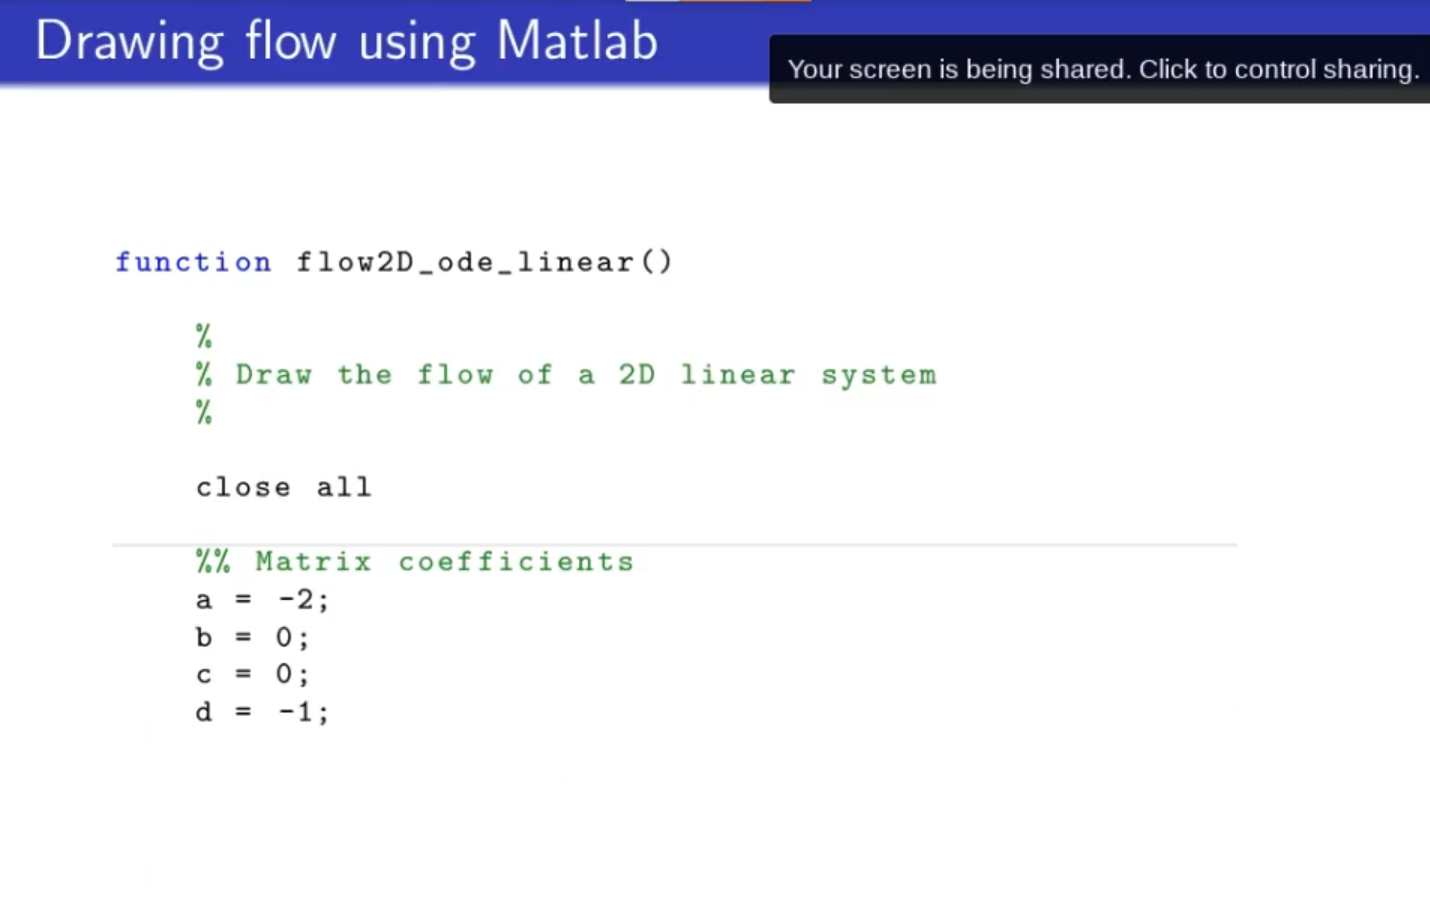 Drawing flow using Matlab
Your screen is being shared. Click to control sharing.
function flow2D_ode_linear()
%
% Draw the flow of a 2D linear system
%
close all
%% Matrix coefficients
a = -2;
b = 0;
c = 0;
d = -1;